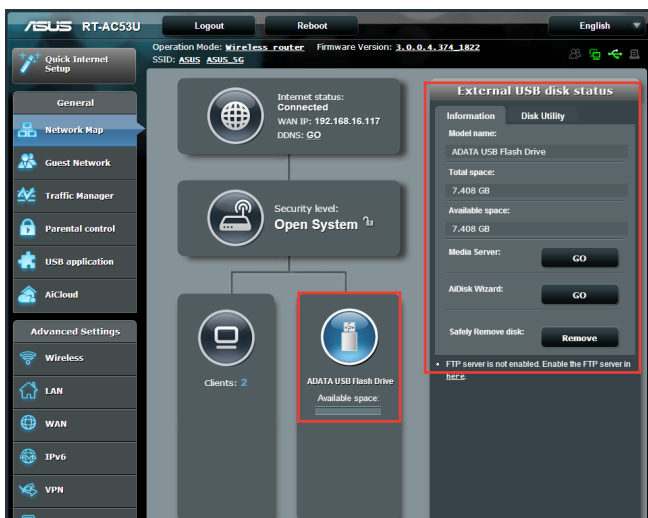 ASUS RT-AC53U
Logout
Reboot
English
Quick Internet
Setup
Operation Mode: Wireless router Firmware Version: 3.0.0.4.374_1822
SSID: ASUS ASUS_5G
General
Network Map
Guest Network
Traffic Manager
Parental control
USB application
AiCloud
Advanced Settings
Wireless
LAN
WAN
IPv6
VPN
Internet status:
Connected
WAN IP: 192.168.16.117
DDNS: GO
Security level:
Open System
Clients: 2
ADATA USB Flash Drive
Available space:
External USB disk status
Information Disk Utility
Model name:
ADATA USB Flash Drive
Total space:
7.408 GB
Available space:
7.408 GB
Media Server: GO
AiDisk Wizard: GO
Safely Remove disk: Remove
• FTP server is not enabled. Enable the FTP server in
here.